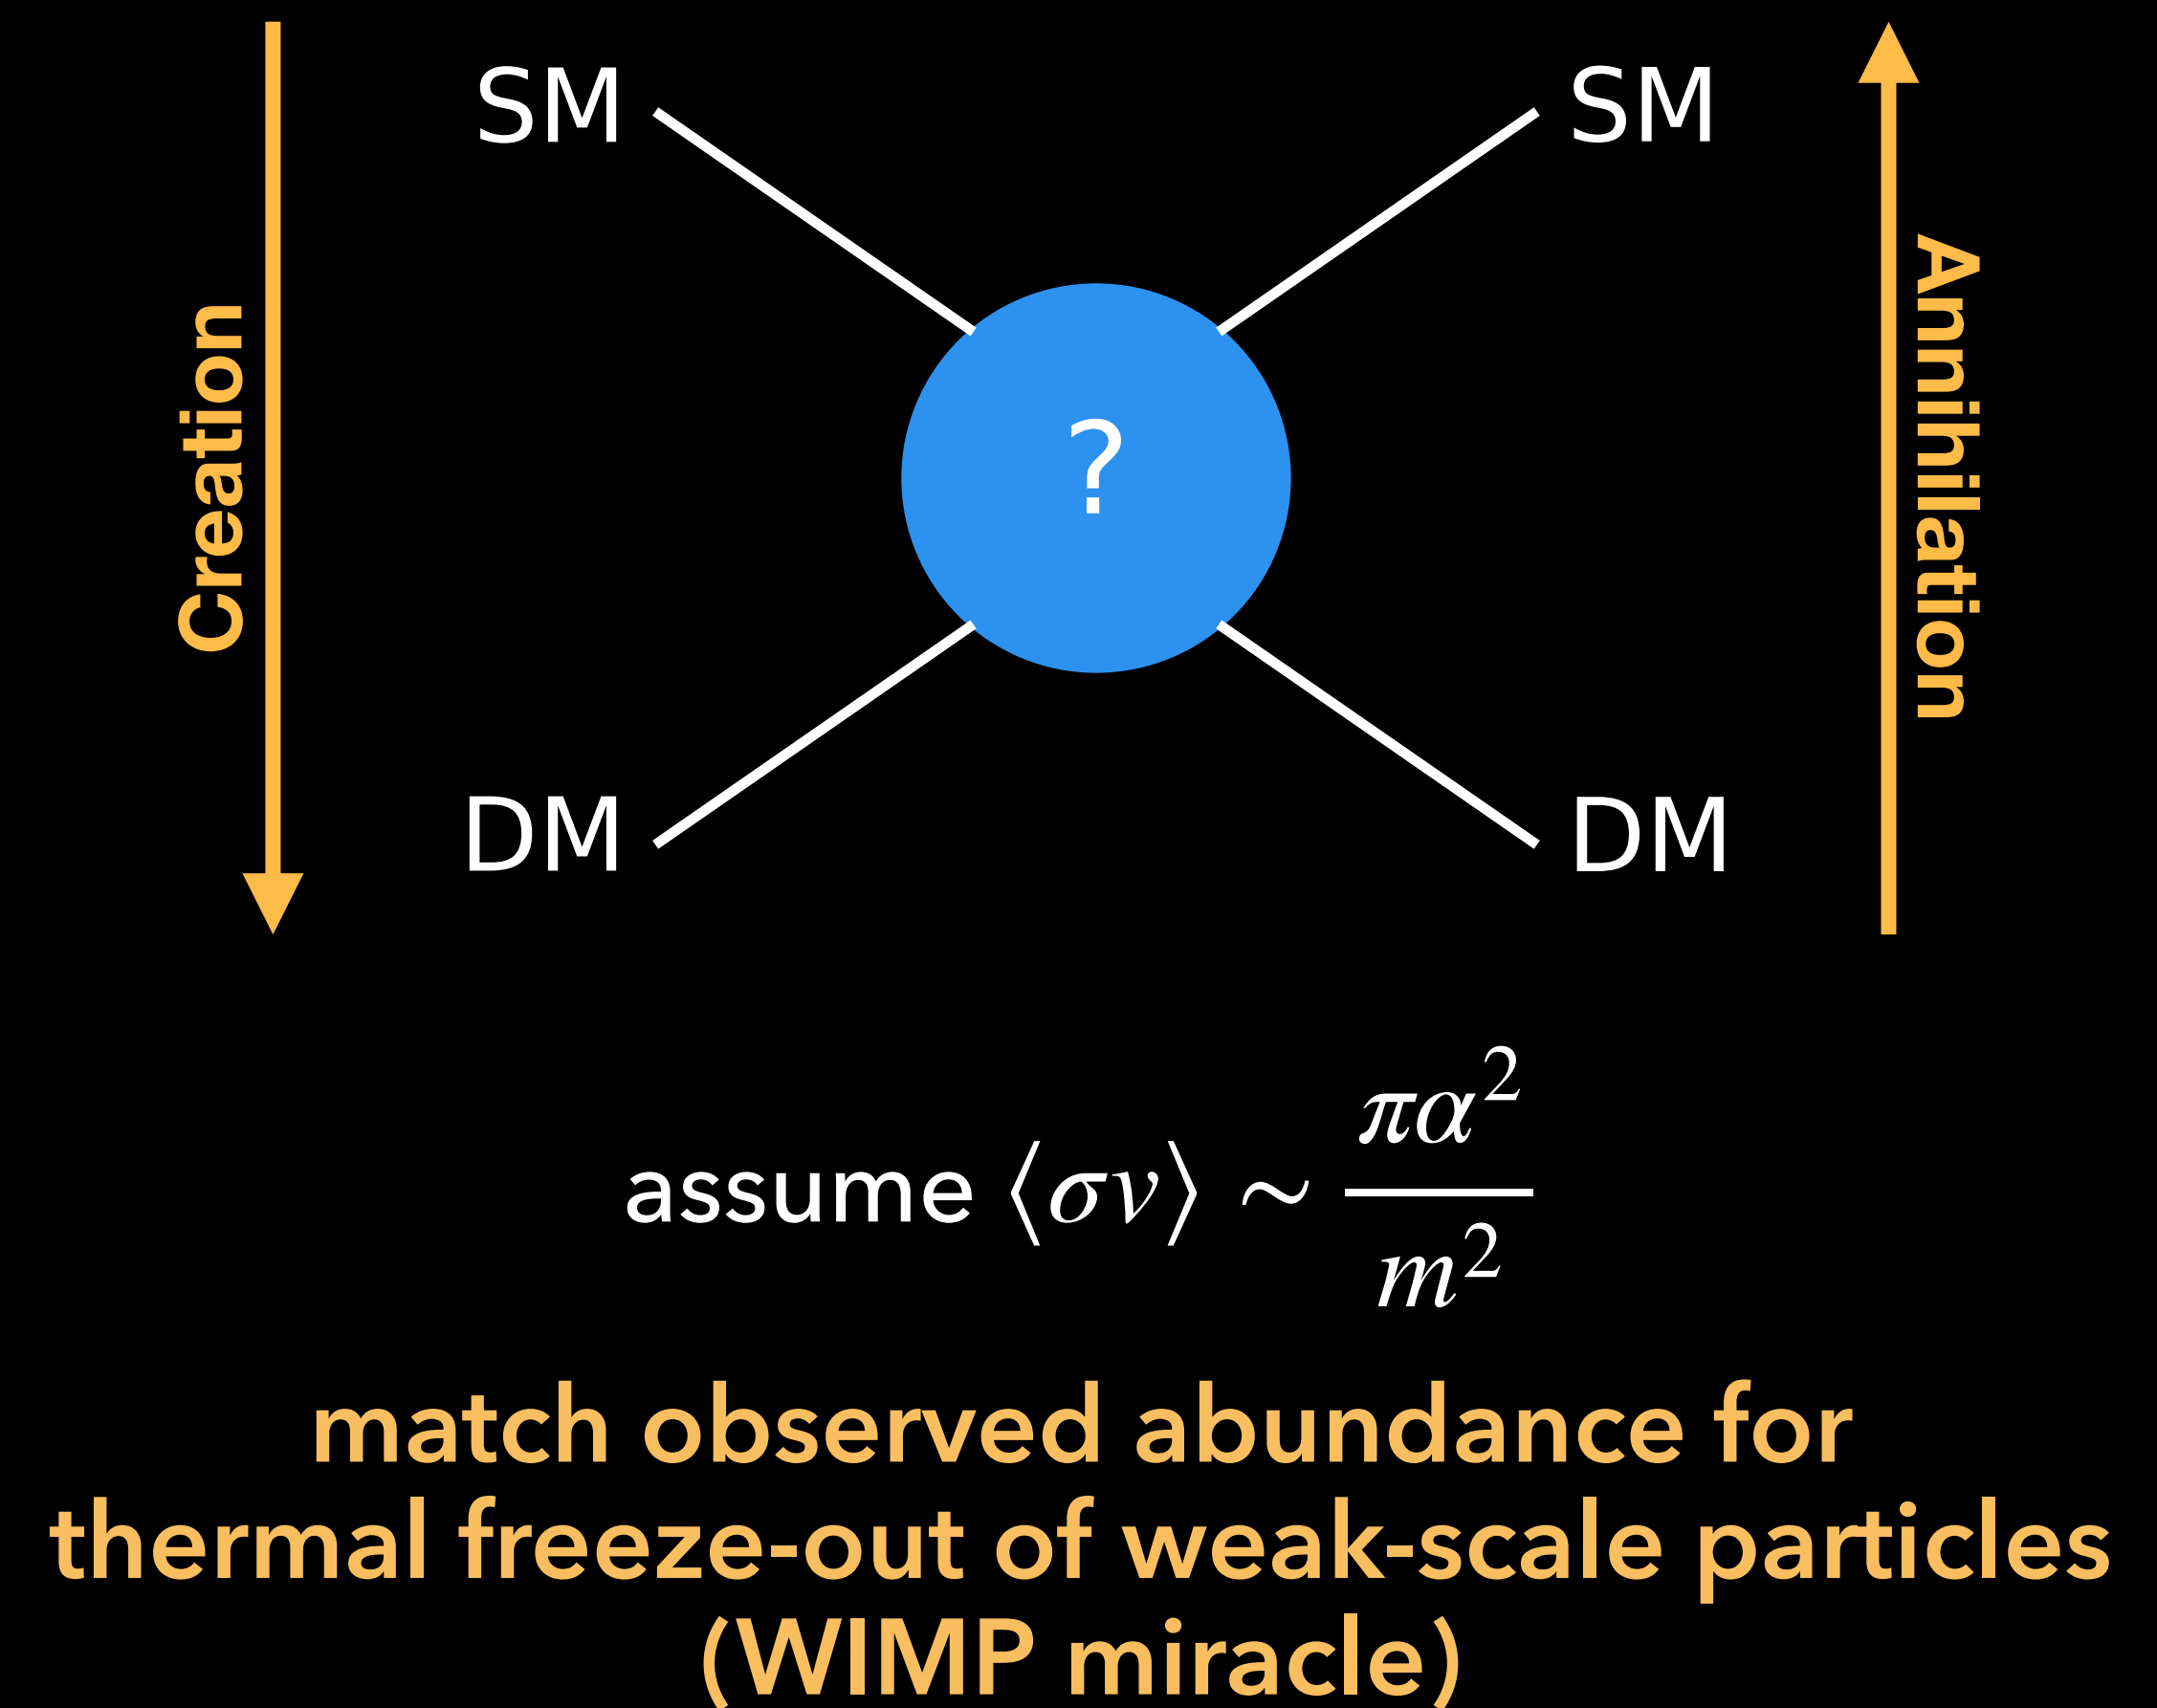 SM SM
Creation
Annihilation
?
DM DM
assume ⟨σv⟩ ~ πα²/m²
match observed abundance for
thermal freeze-out of weak-scale particles
(WIMP miracle)